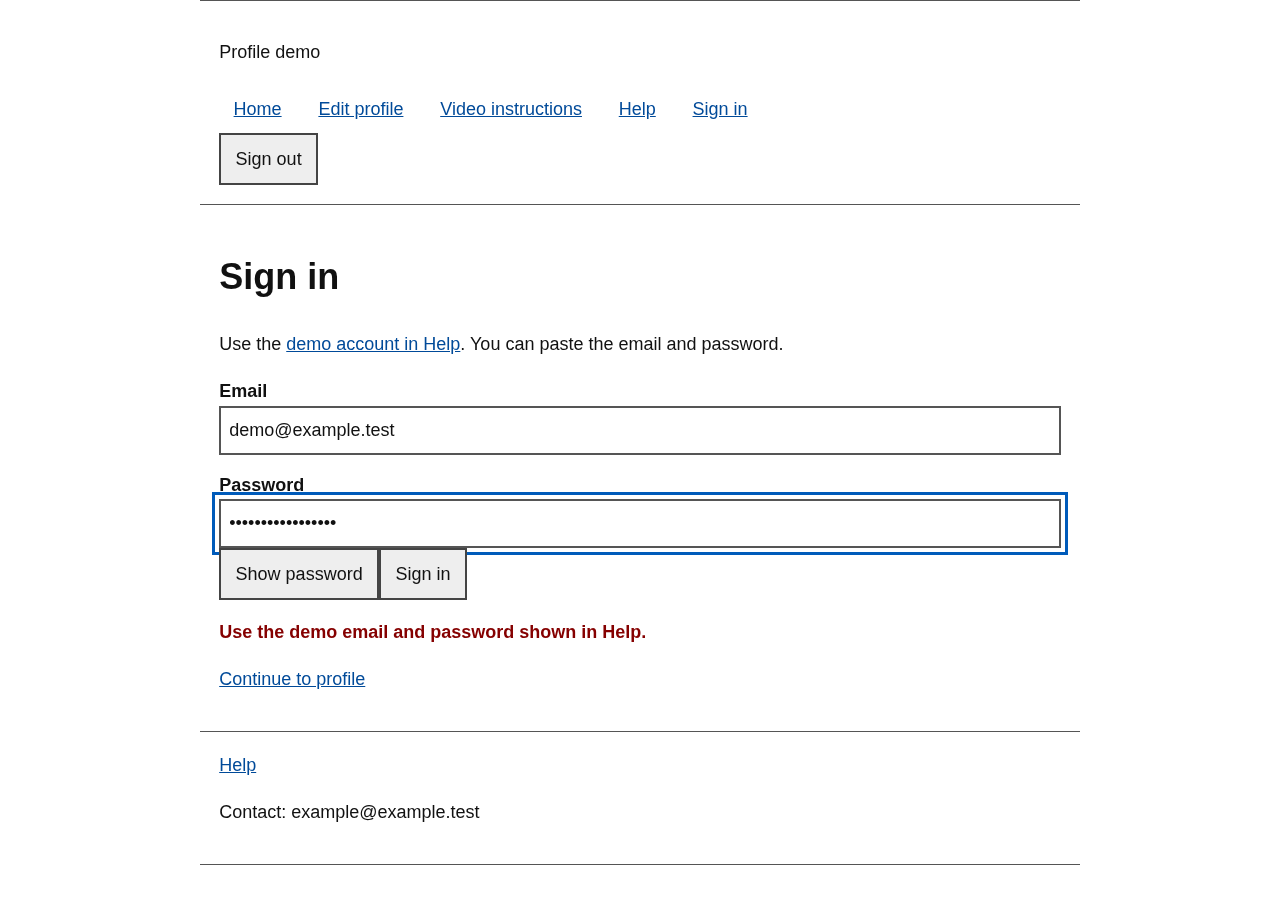 Profile demo
Home Edit profile Video instructions Help Sign in
Sign out
Sign in
Use the demo account in Help. You can paste the email and password.
Email
demo@example.test
Password
•••••••••••••••••
Show password Sign in
Use the demo email and password shown in Help.
Continue to profile
Help
Contact: example@example.test